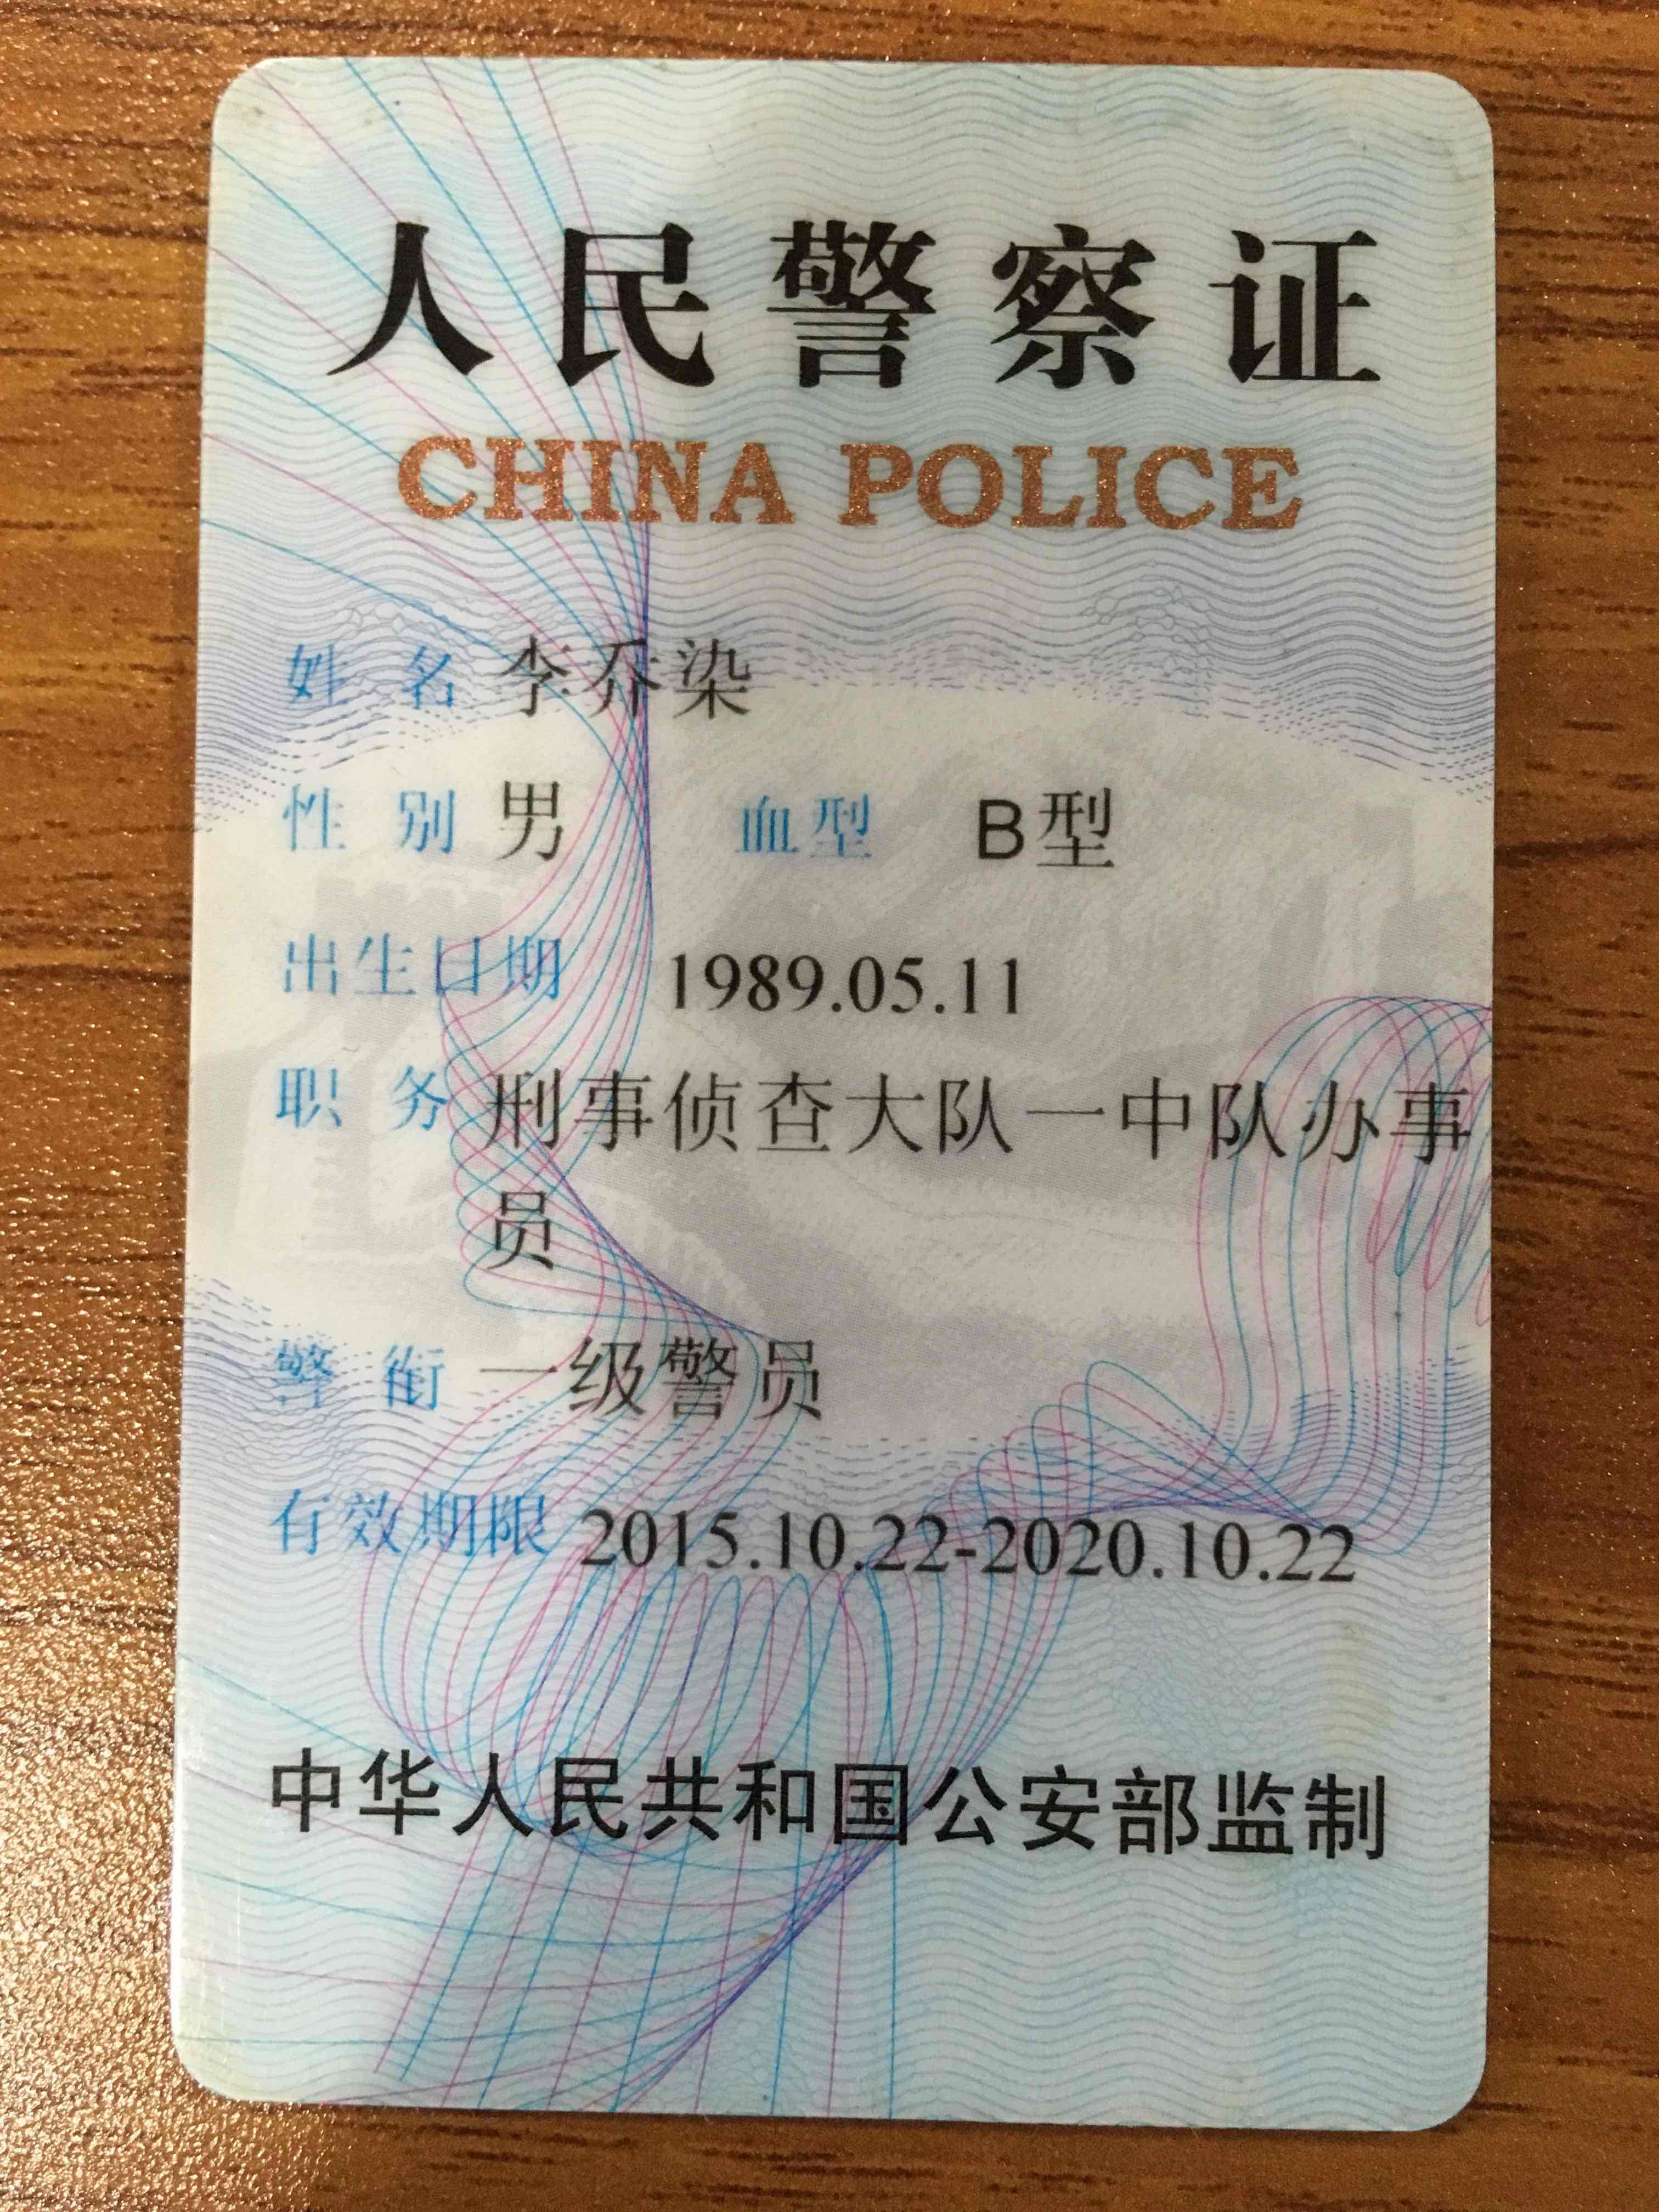 人民警察证
CHINA POLICE
姓 名 李乔染
性 别 男 血型 B型
出生日期 1989.05.11
职 务 刑事侦查大队一中队办事
员
警 衔 一级警员
有效期限 2015.10.22-2020.10.22
中华人民共和国公安部监制